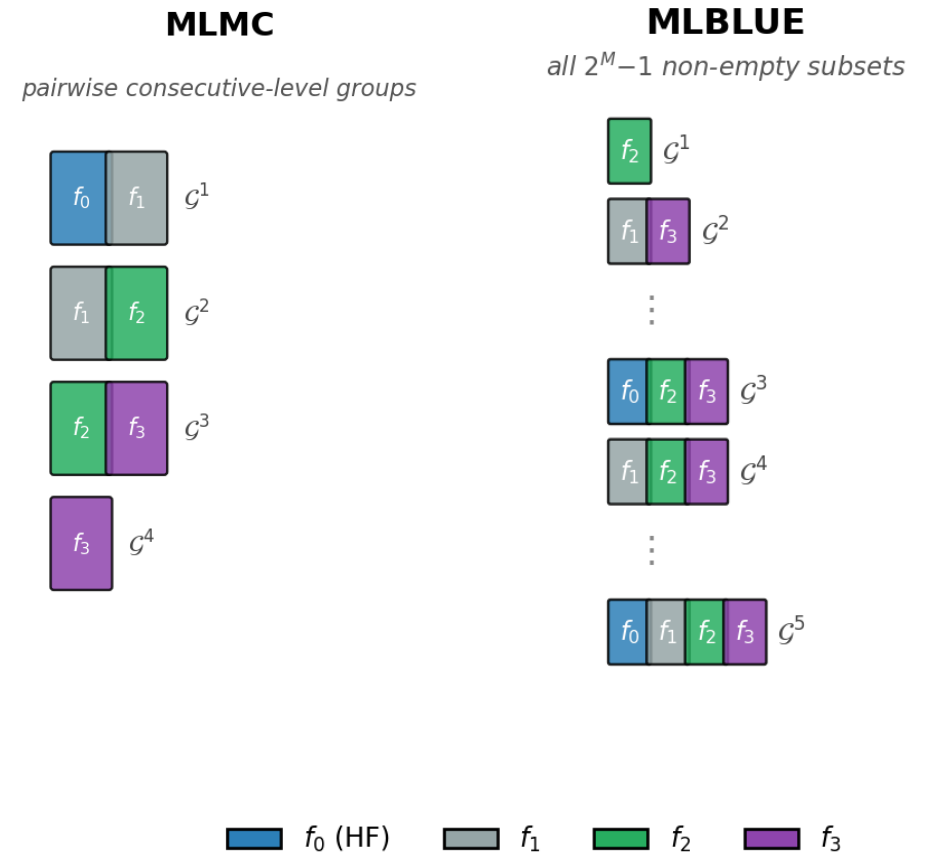 MLMC
pairwise consecutive-level groups
f₀ f₁ 𝒢¹
f₁ f₂ 𝒢²
f₂ f₃ 𝒢³
f₃ 𝒢⁴
MLBLUE
all 2ᴹ−1 non-empty subsets
f₂ 𝒢¹
f₁ f₃ 𝒢²
⋮
f₀ f₂ f₃ 𝒢³
f₁ f₂ f₃ 𝒢⁴
⋮
f₀ f₁ f₂ f₃ 𝒢⁵
f₀ (HF) f₁ f₂ f₃